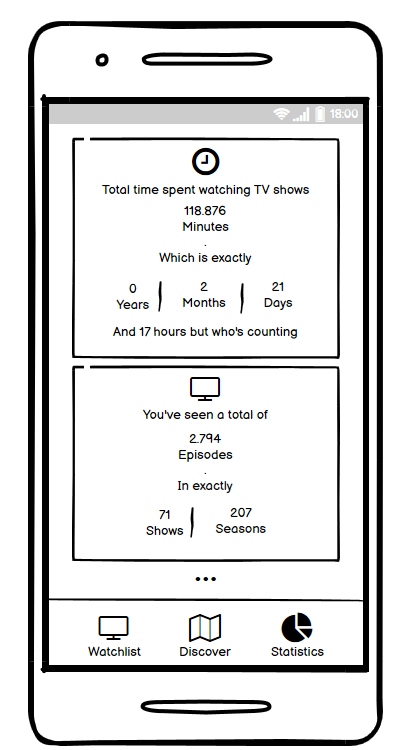 18:00
Total time spent watching TV shows
118.876
Minutes
.
Which is exactly
0 2 21
Years Months Days
And 17 hours but who's counting
You've seen a total of
2.794
Episodes
.
In exactly
71 207
Shows Seasons
...
Watchlist Discover Statistics